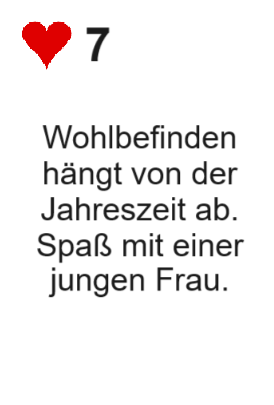 7
Wohlbefinden
hängt von der
Jahreszeit ab.
Spaß mit einer
jungen Frau.